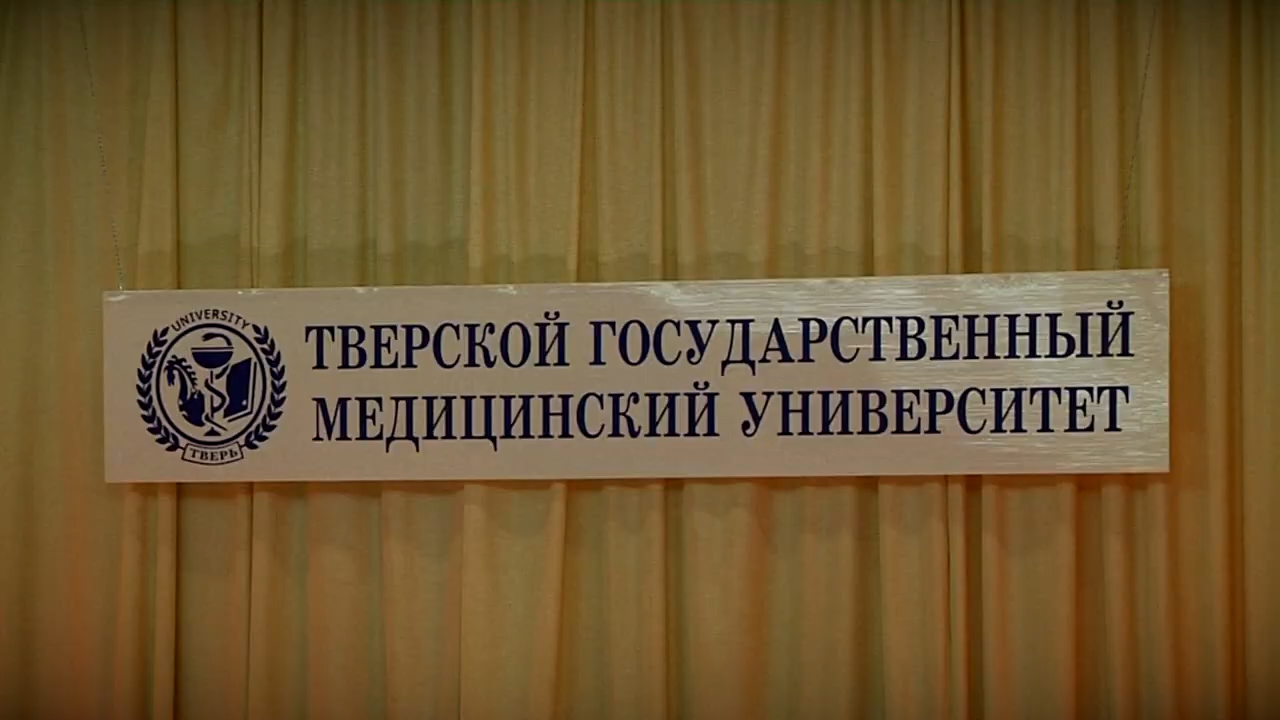 UNIVERSITY
ТВЕРСКОЙ ГОСУДАРСТВЕННЫЙ
МЕДИЦИНСКИЙ УНИВЕРСИТЕТ
ТВЕРЬ